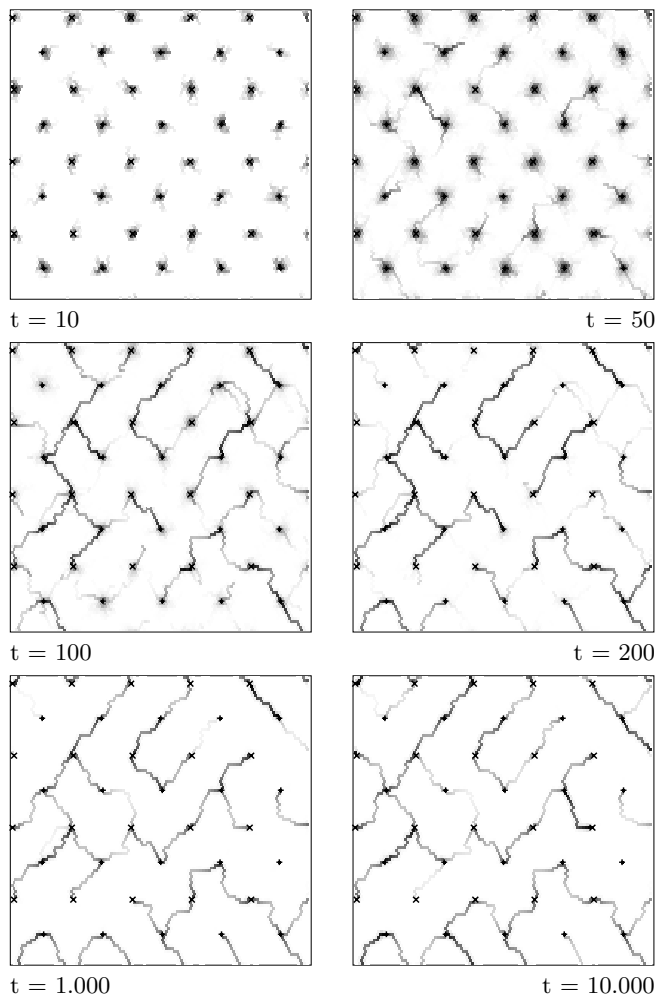 t = 10
t = 50
t = 100
t = 200
t = 1.000
t = 10.000